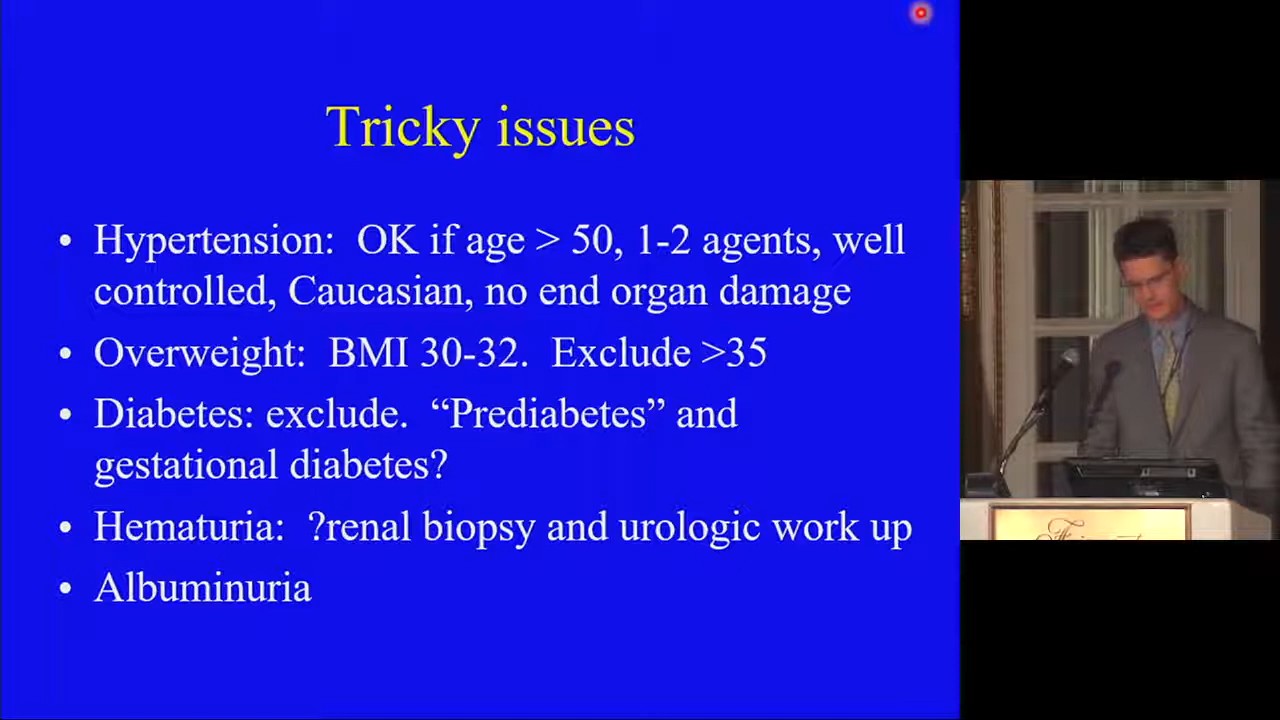 Tricky issues
• Hypertension:  OK if age > 50, 1-2 agents, well
controlled, Caucasian, no end organ damage
• Overweight:  BMI 30-32.  Exclude >35
• Diabetes: exclude.  “Prediabetes” and
gestational diabetes?
• Hematuria:  ?renal biopsy and urologic work up
• Albuminuria